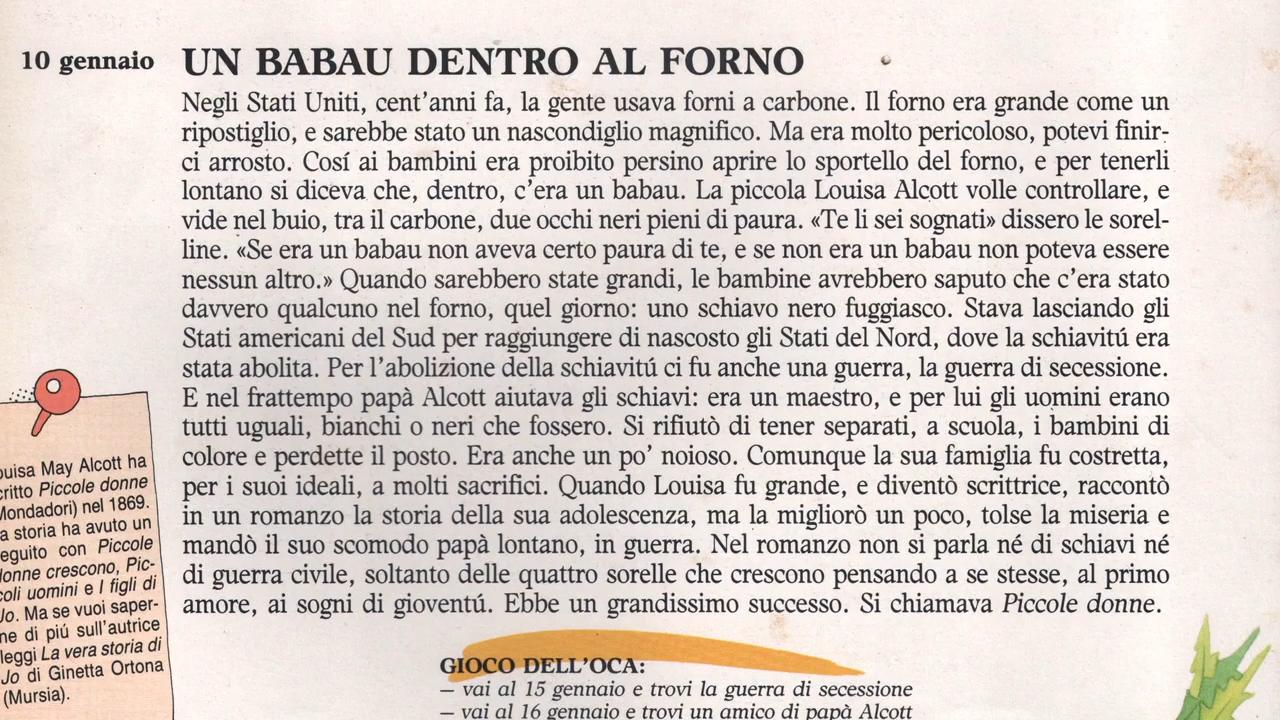 10 gennaio
UN BABAU DENTRO AL FORNO
Negli Stati Uniti, cent'anni fa, la gente usava forni a carbone. Il forno era grande come un
ripostiglio, e sarebbe stato un nascondiglio magnifico. Ma era molto pericoloso, potevi finir-
ci arrosto. Cosí ai bambini era proibito persino aprire lo sportello del forno, e per tenerli
lontano si diceva che, dentro, c'era un babau. La piccola Louisa Alcott volle controllare, e
vide nel buio, tra il carbone, due occhi neri pieni di paura. «Te li sei sognati» dissero le sorel-
line. «Se era un babau non aveva certo paura di te, e se non era un babau non poteva essere
nessun altro.» Quando sarebbero state grandi, le bambine avrebbero saputo che c'era stato
davvero qualcuno nel forno, quel giorno: uno schiavo nero fuggiasco. Stava lasciando gli
Stati americani del Sud per raggiungere di nascosto gli Stati del Nord, dove la schiavitú era
stata abolita. Per l'abolizione della schiavitú ci fu anche una guerra, la guerra di secessione.
E nel frattempo papà Alcott aiutava gli schiavi: era un maestro, e per lui gli uomini erano
tutti uguali, bianchi o neri che fossero. Si rifiutò di tener separati, a scuola, i bambini di
colore e perdette il posto. Era anche un po' noioso. Comunque la sua famiglia fu costretta,
per i suoi ideali, a molti sacrifici. Quando Louisa fu grande, e diventò scrittrice, raccontò
in un romanzo la storia della sua adolescenza, ma la migliorò un poco, tolse la miseria e
mandò il suo scomodo papà lontano, in guerra. Nel romanzo non si parla né di schiavi né
di guerra civile, soltanto delle quattro sorelle che crescono pensando a se stesse, al primo
amore, ai sogni di gioventú. Ebbe un grandissimo successo. Si chiamava Piccole donne.
ouisa May Alcott ha
critto Piccole donne
Mondadori) nel 1869.
a storia ha avuto un
eguito con Piccole
donne crescono, Pic-
coli uomini e I figli di
Jo. Ma se vuoi saper-
ne di piú sull'autrice
leggi La vera storia di
Jo di Ginetta Ortona
(Mursia).
GIOCO DELL'OCA:
– vai al 15 gennaio e trovi la guerra di secessione
– vai al 16 gennaio e trovi un amico di papà Alcott